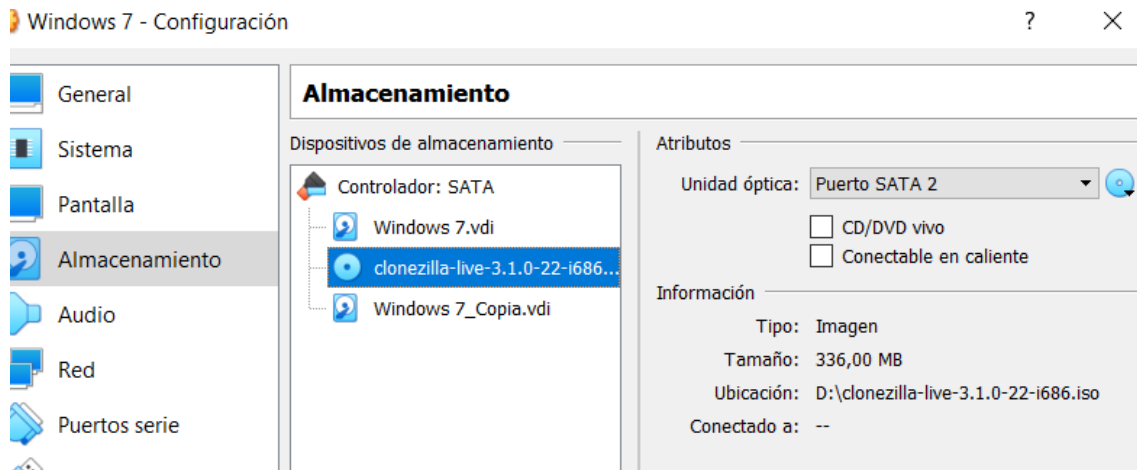 Windows 7 - Configuración ?
General
Sistema
Pantalla
Almacenamiento
Audio
Red
Puertos serie
Almacenamiento
Dispositivos de almacenamiento
Controlador: SATA
Windows 7.vdi
clonezilla-live-3.1.0-22-i686...
Windows 7_Copia.vdi
Atributos
Unidad óptica: Puerto SATA 2
CD/DVD vivo
Conectable en caliente
Información
Tipo: Imagen
Tamaño: 336,00 MB
Ubicación: D:\clonezilla-live-3.1.0-22-i686.iso
Conectado a: --